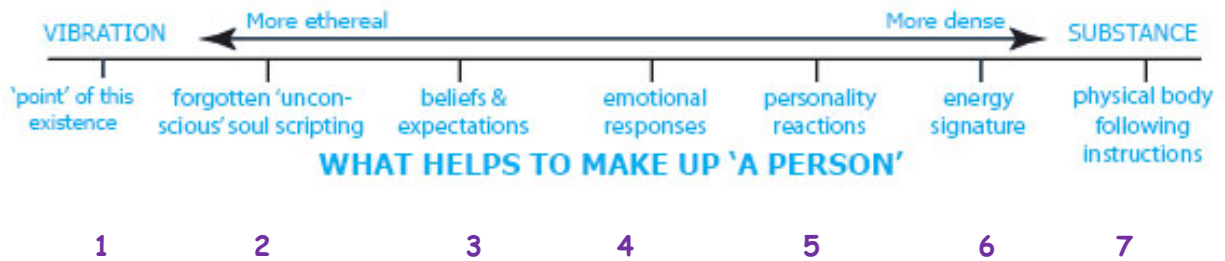 VIBRATION More ethereal More dense SUBSTANCE
'point' of this existence
forgotten 'uncon-
scious' soul scripting
beliefs &
expectations
emotional
responses
personality
reactions
energy
signature
physical body
following
instructions
WHAT HELPS TO MAKE UP 'A PERSON'
1 2 3 4 5 6 7